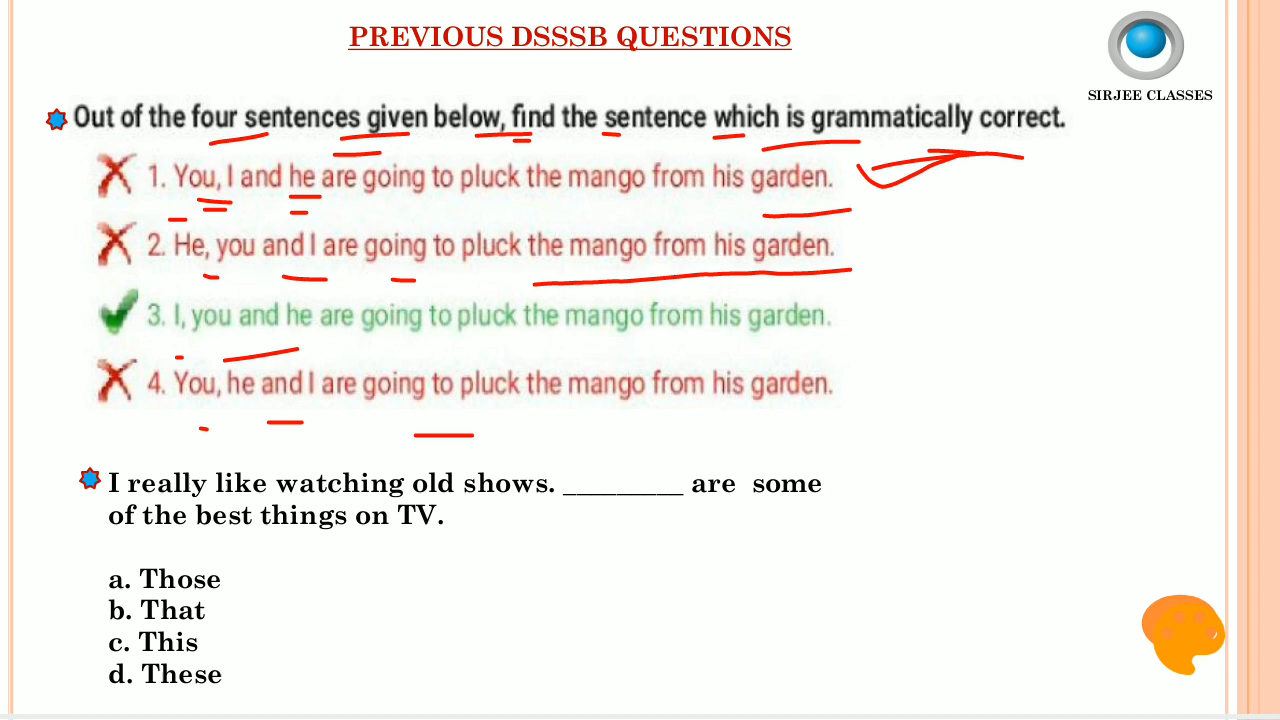 PREVIOUS DSSSB QUESTIONS
SIRJEE CLASSES
Out of the four sentences given below, find the sentence which is grammatically correct.
1. You, I and he are going to pluck the mango from his garden.
2. He, you and I are going to pluck the mango from his garden.
3. I, you and he are going to pluck the mango from his garden.
4. You, he and I are going to pluck the mango from his garden.
I really like watching old shows. _________ are some
of the best things on TV.
a. Those
b. That
c. This
d. These